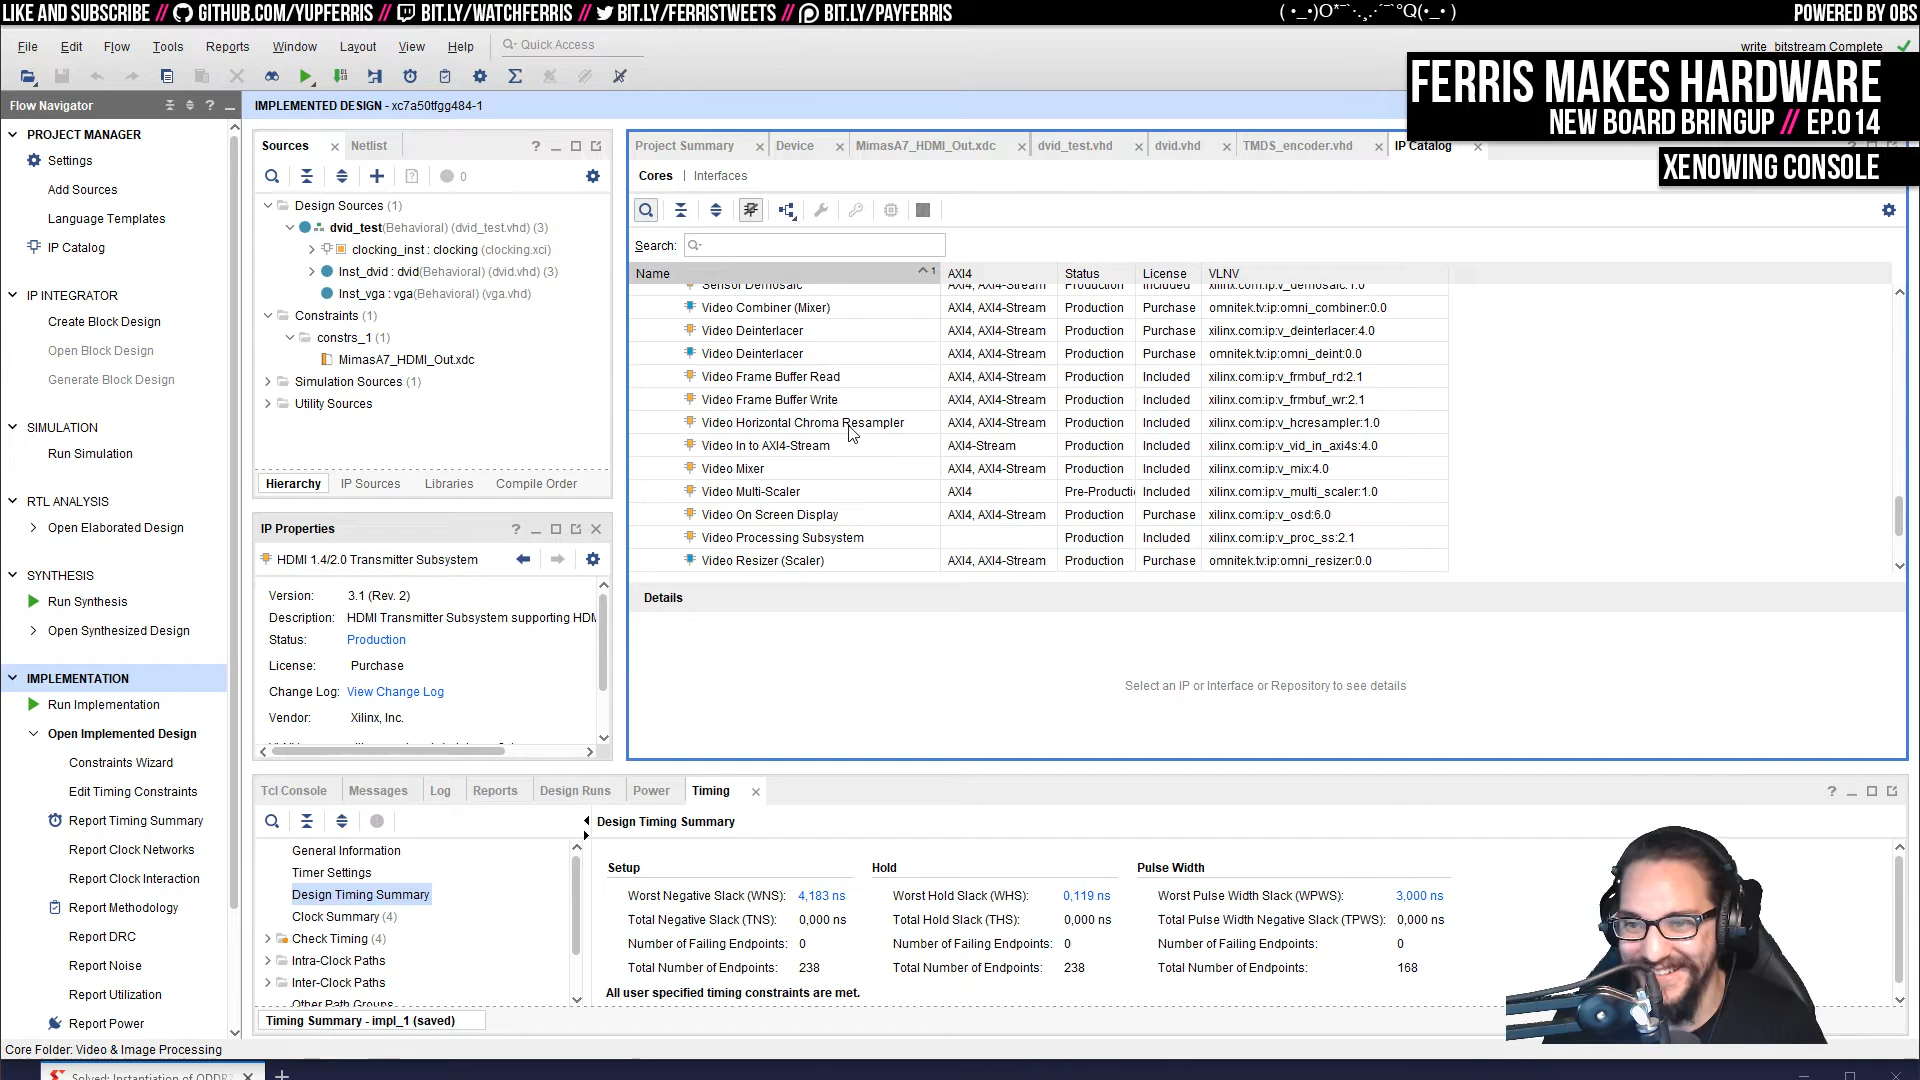 LIKE AND SUBSCRIBE // GITHUB.COM/YUPFERRIS // BIT.LY/WATCHFERRIS // BIT.LY/FERRISTWEETS // BIT.LY/PAYFERRIS
POWERED BY OBS
File Edit Flow Tools Reports Window Layout View Help Quick Access
write_bitstream Complete
FERRIS MAKES HARDWARE
NEW BOARD BRINGUP // EP.014
XENOWING CONSOLE
Flow Navigator
IMPLEMENTED DESIGN - xc7a50tfgg484-1
PROJECT MANAGER
Settings
Add Sources
Language Templates
IP Catalog
IP INTEGRATOR
Create Block Design
Open Block Design
Generate Block Design
SIMULATION
Run Simulation
RTL ANALYSIS
Open Elaborated Design
SYNTHESIS
Run Synthesis
Open Synthesized Design
IMPLEMENTATION
Run Implementation
Open Implemented Design
Constraints Wizard
Edit Timing Constraints
Report Timing Summary
Report Clock Networks
Report Clock Interaction
Report Methodology
Report DRC
Report Noise
Report Utilization
Report Power
Sources Netlist
0
Design Sources (1)
dvid_test(Behavioral) (dvid_test.vhd) (3)
clocking_inst : clocking (clocking.xci)
Inst_dvid : dvid(Behavioral) (dvid.vhd) (3)
Inst_vga : vga(Behavioral) (vga.vhd)
Constraints (1)
constrs_1 (1)
MimasA7_HDMI_Out.xdc
Simulation Sources (1)
Utility Sources
Hierarchy IP Sources Libraries Compile Order
IP Properties
HDMI 1.4/2.0 Transmitter Subsystem
Version: 3.1 (Rev. 2)
Description: HDMI Transmitter Subsystem supporting HDM
Status: Production
License: Purchase
Change Log: View Change Log
Vendor: Xilinx, Inc.
Project Summary Device MimasA7_HDMI_Out.xdc dvid_test.vhd dvid.vhd TMDS_encoder.vhd IP Catalog
Cores | Interfaces
Search:
Name 1 AXI4 Status License VLNV
Sensor Demosaic AXI4, AXI4-Stream Production Included xilinx.com:ip:v_demosaic:1.0
Video Combiner (Mixer) AXI4, AXI4-Stream Production Purchase omnitek.tv:ip:omni_combiner:0.0
Video Deinterlacer AXI4, AXI4-Stream Production Purchase xilinx.com:ip:v_deinterlacer:4.0
Video Deinterlacer AXI4, AXI4-Stream Production Purchase omnitek.tv:ip:omni_deint:0.0
Video Frame Buffer Read AXI4, AXI4-Stream Production Included xilinx.com:ip:v_frmbuf_rd:2.1
Video Frame Buffer Write AXI4, AXI4-Stream Production Included xilinx.com:ip:v_frmbuf_wr:2.1
Video Horizontal Chroma Resampler AXI4, AXI4-Stream Production Included xilinx.com:ip:v_hcresampler:1.0
Video In to AXI4-Stream AXI4-Stream Production Included xilinx.com:ip:v_vid_in_axi4s:4.0
Video Mixer AXI4, AXI4-Stream Production Included xilinx.com:ip:v_mix:4.0
Video Multi-Scaler AXI4 Pre-Producti Included xilinx.com:ip:v_multi_scaler:1.0
Video On Screen Display AXI4, AXI4-Stream Production Purchase xilinx.com:ip:v_osd:6.0
Video Processing Subsystem Production Included xilinx.com:ip:v_proc_ss:2.1
Video Resizer (Scaler) AXI4, AXI4-Stream Production Purchase omnitek.tv:ip:omni_resizer:0.0
Details
Select an IP or Interface or Repository to see details
Tcl Console Messages Log Reports Design Runs Power Timing
General Information
Timer Settings
Design Timing Summary
Clock Summary (4)
Check Timing (4)
Intra-Clock Paths
Inter-Clock Paths
Other Path Groups
Timing Summary - impl_1 (saved)
Design Timing Summary
Setup Hold Pulse Width
Worst Negative Slack (WNS): 4,183 ns Worst Hold Slack (WHS): 0,119 ns Worst Pulse Width Slack (WPWS): 3,000 ns
Total Negative Slack (TNS): 0,000 ns Total Hold Slack (THS): 0,000 ns Total Pulse Width Negative Slack (TPWS): 0,000 ns
Number of Failing Endpoints: 0 Number of Failing Endpoints: 0 Number of Failing Endpoints: 0
Total Number of Endpoints: 238 Total Number of Endpoints: 238 Total Number of Endpoints: 168
All user specified timing constraints are met.
Core Folder: Video & Image Processing
Solved: Instantiation of ODDR2